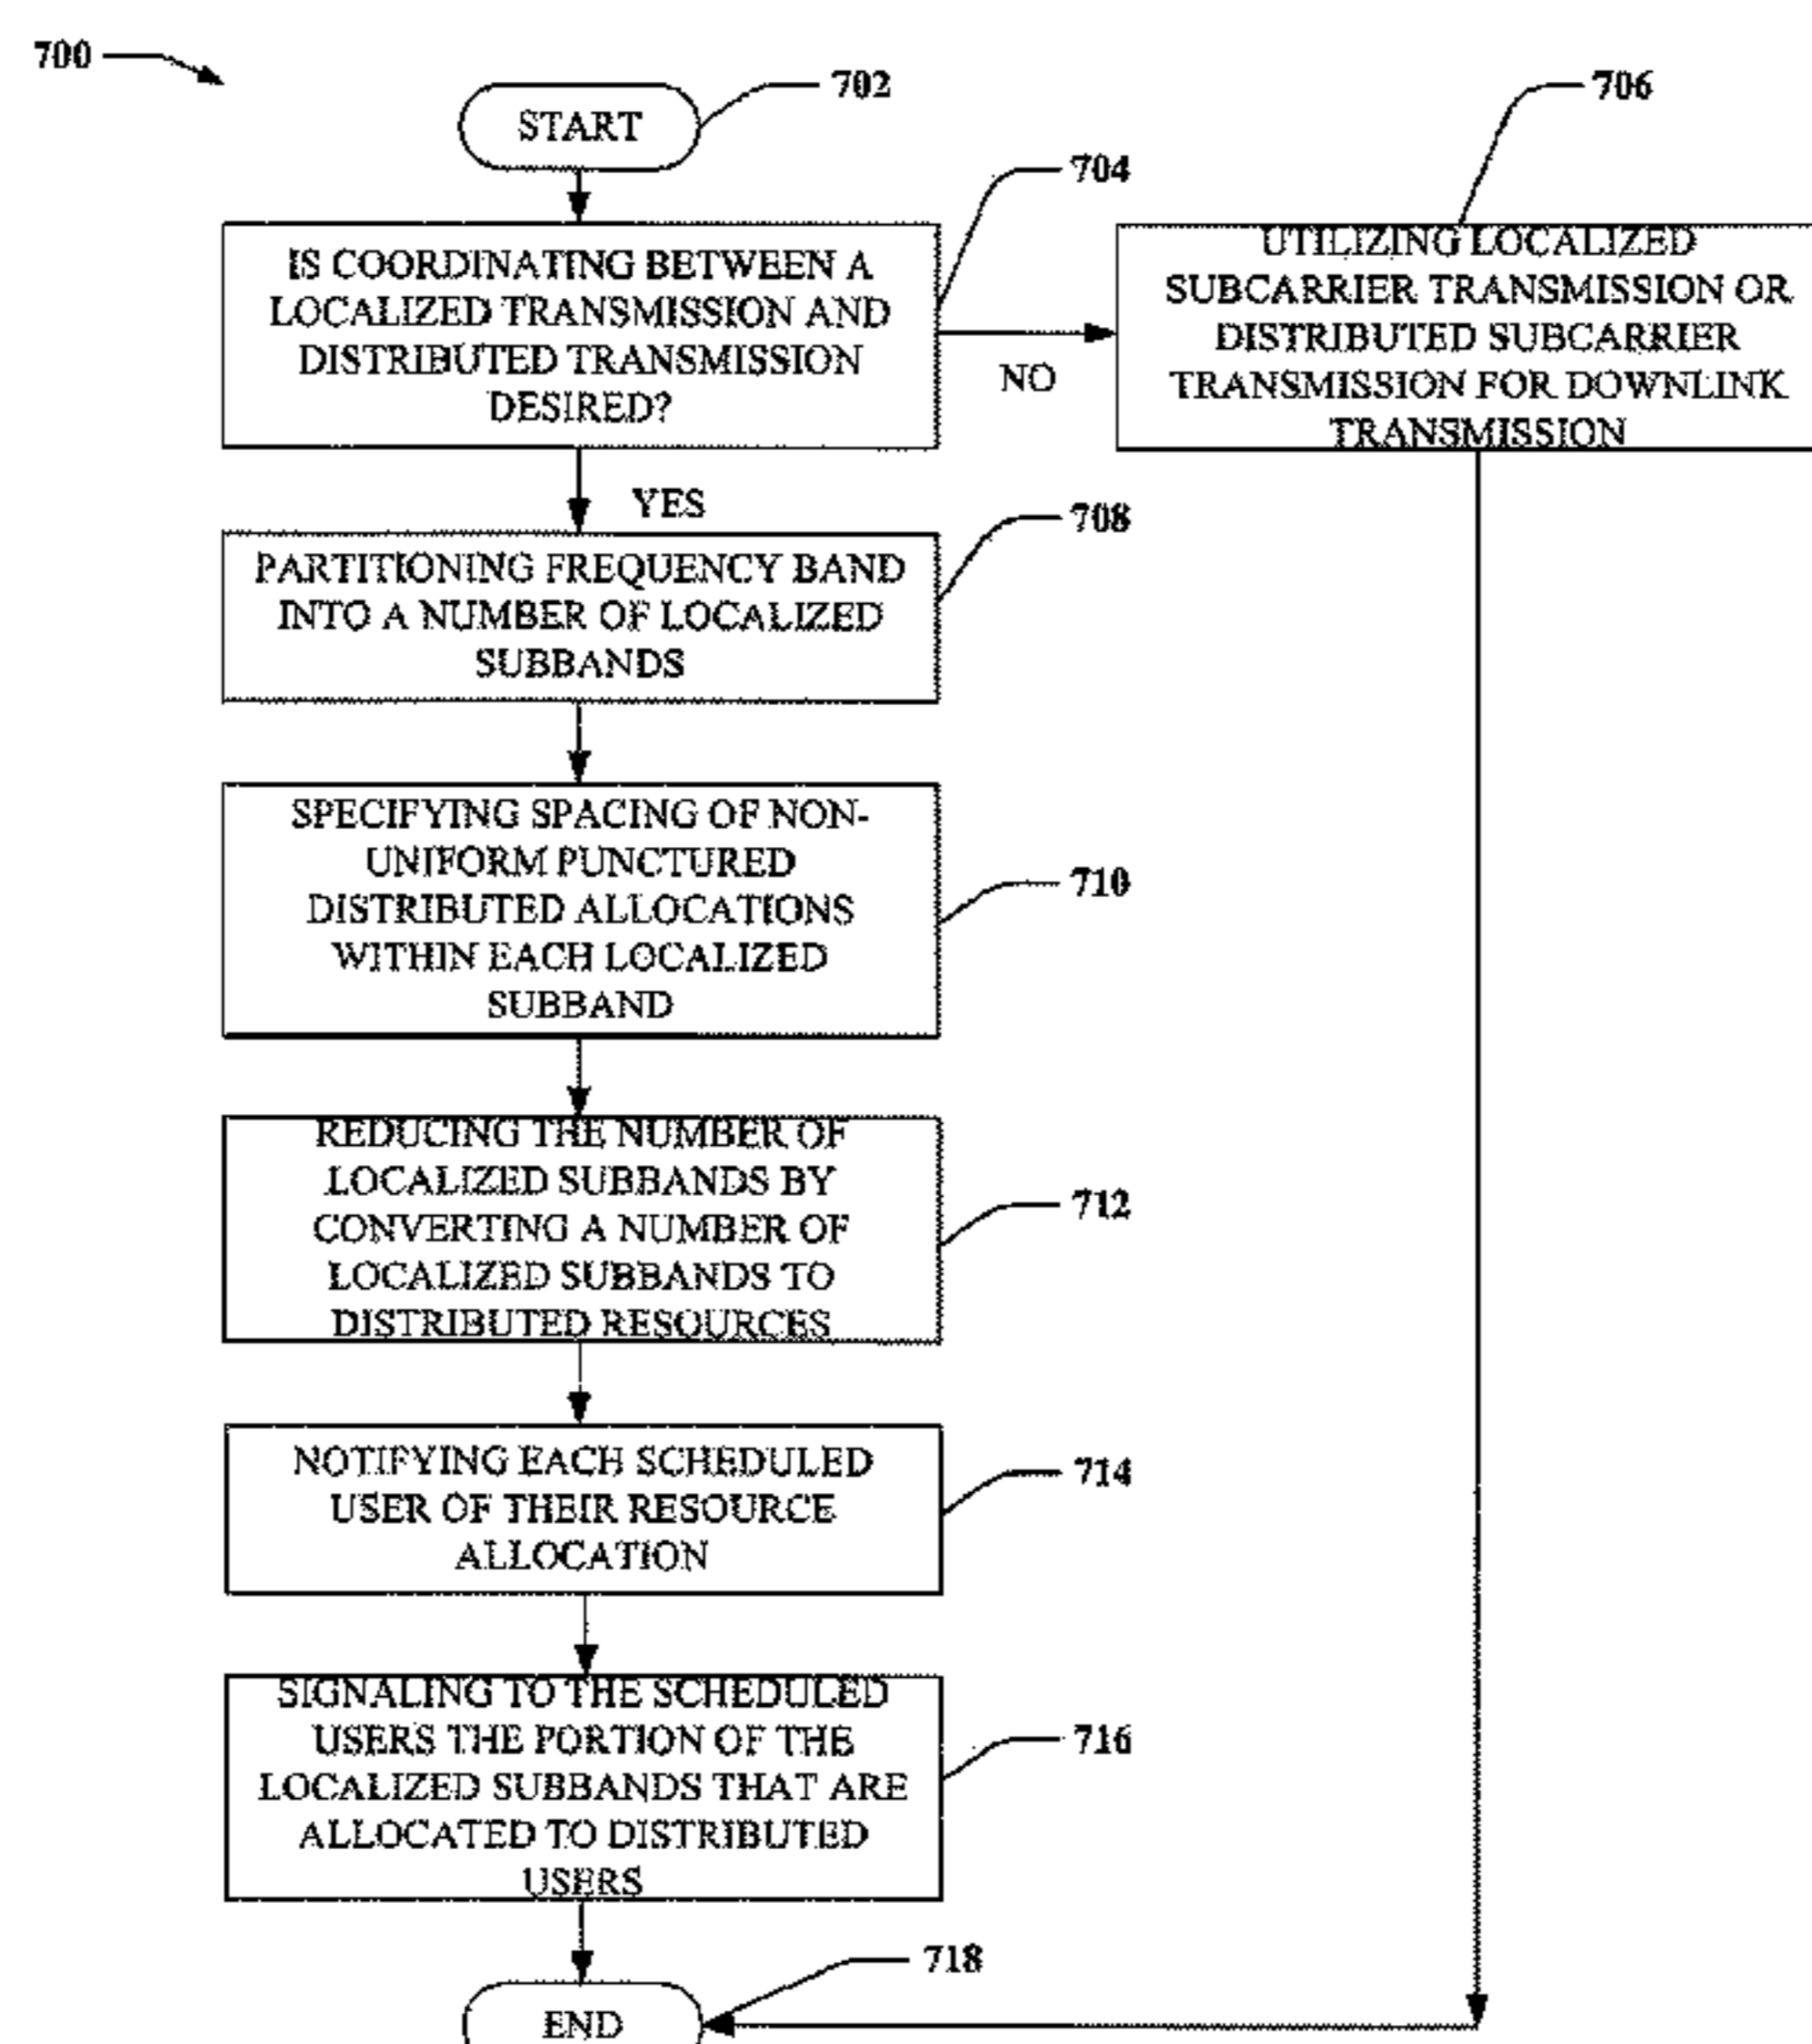 700
702
START
706
704
IS COORDINATING BETWEEN A
LOCALIZED TRANSMISSION AND
DISTRIBUTED TRANSMISSION
DESIRED?
NO
UTILIZING LOCALIZED
SUBCARRIER TRANSMISSION OR
DISTRIBUTED SUBCARRIER
TRANSMISSION FOR DOWNLINK
TRANSMISSION
YES
708
PARTITIONING FREQUENCY BAND
INTO A NUMBER OF LOCALIZED
SUBBANDS
SPECIFYING SPACING OF NON-
UNIFORM PUNCTURED
DISTRIBUTED ALLOCATIONS
WITHIN EACH LOCALIZED
SUBBAND
710
REDUCING THE NUMBER OF
LOCALIZED SUBBANDS BY
CONVERTING A NUMBER OF
LOCALIZED SUBBANDS TO
DISTRIBUTED RESOURCES
712
NOTIFYING EACH SCHEDULED
USER OF THEIR RESOURCE
ALLOCATION
714
SIGNALING TO THE SCHEDULED
USERS THE PORTION OF THE
LOCALIZED SUBBANDS THAT ARE
ALLOCATED TO DISTRIBUTED
USERS
716
718
END